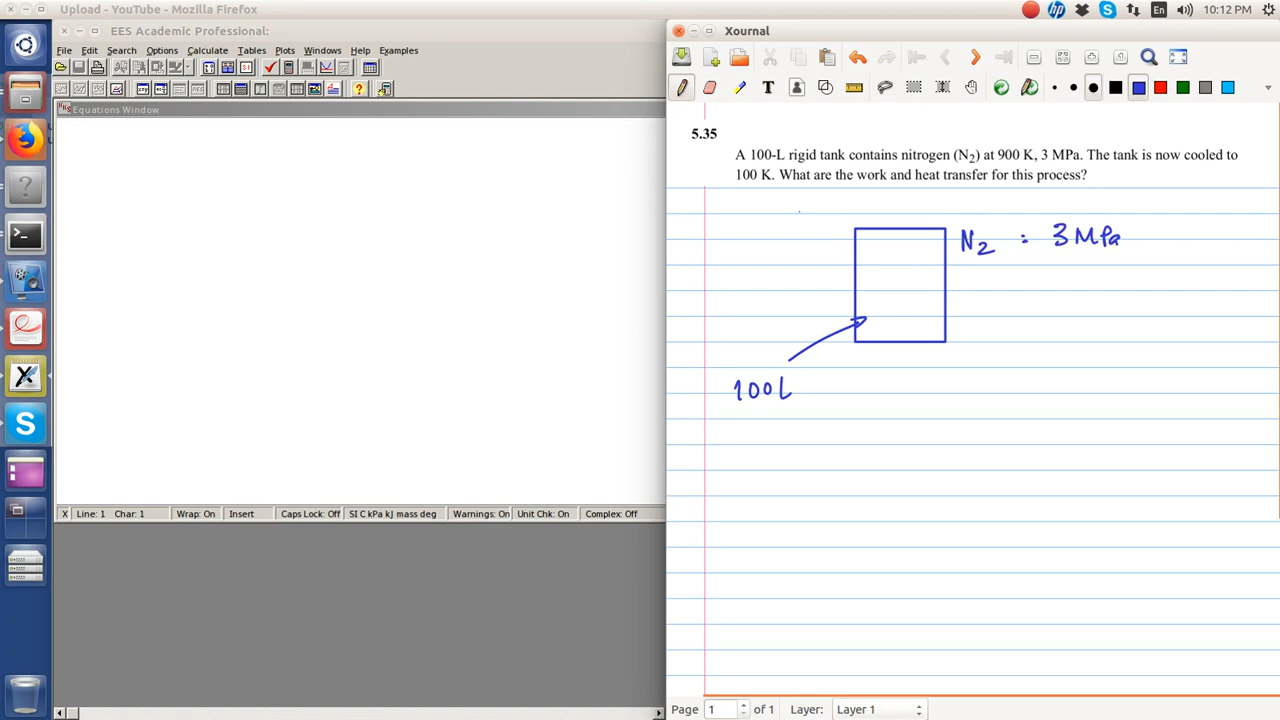 Upload - YouTube - Mozilla Firefox
En
10:12 PM
EES Academic Professional:
File Edit Search Options Calculate Tables Plots Windows Help Examples
Equations Window
X Line: 1 Char: 1 Wrap: On Insert Caps Lock: Off SI C kPa kJ mass deg Warnings: On Unit Chk: On Complex: Off
Xournal
5.35
A 100-L rigid tank contains nitrogen (N2) at 900 K, 3 MPa. The tank is now cooled to
100 K. What are the work and heat transfer for this process?
N2 : 3 MPa
100L
Page 1 of 1 Layer: Layer 1